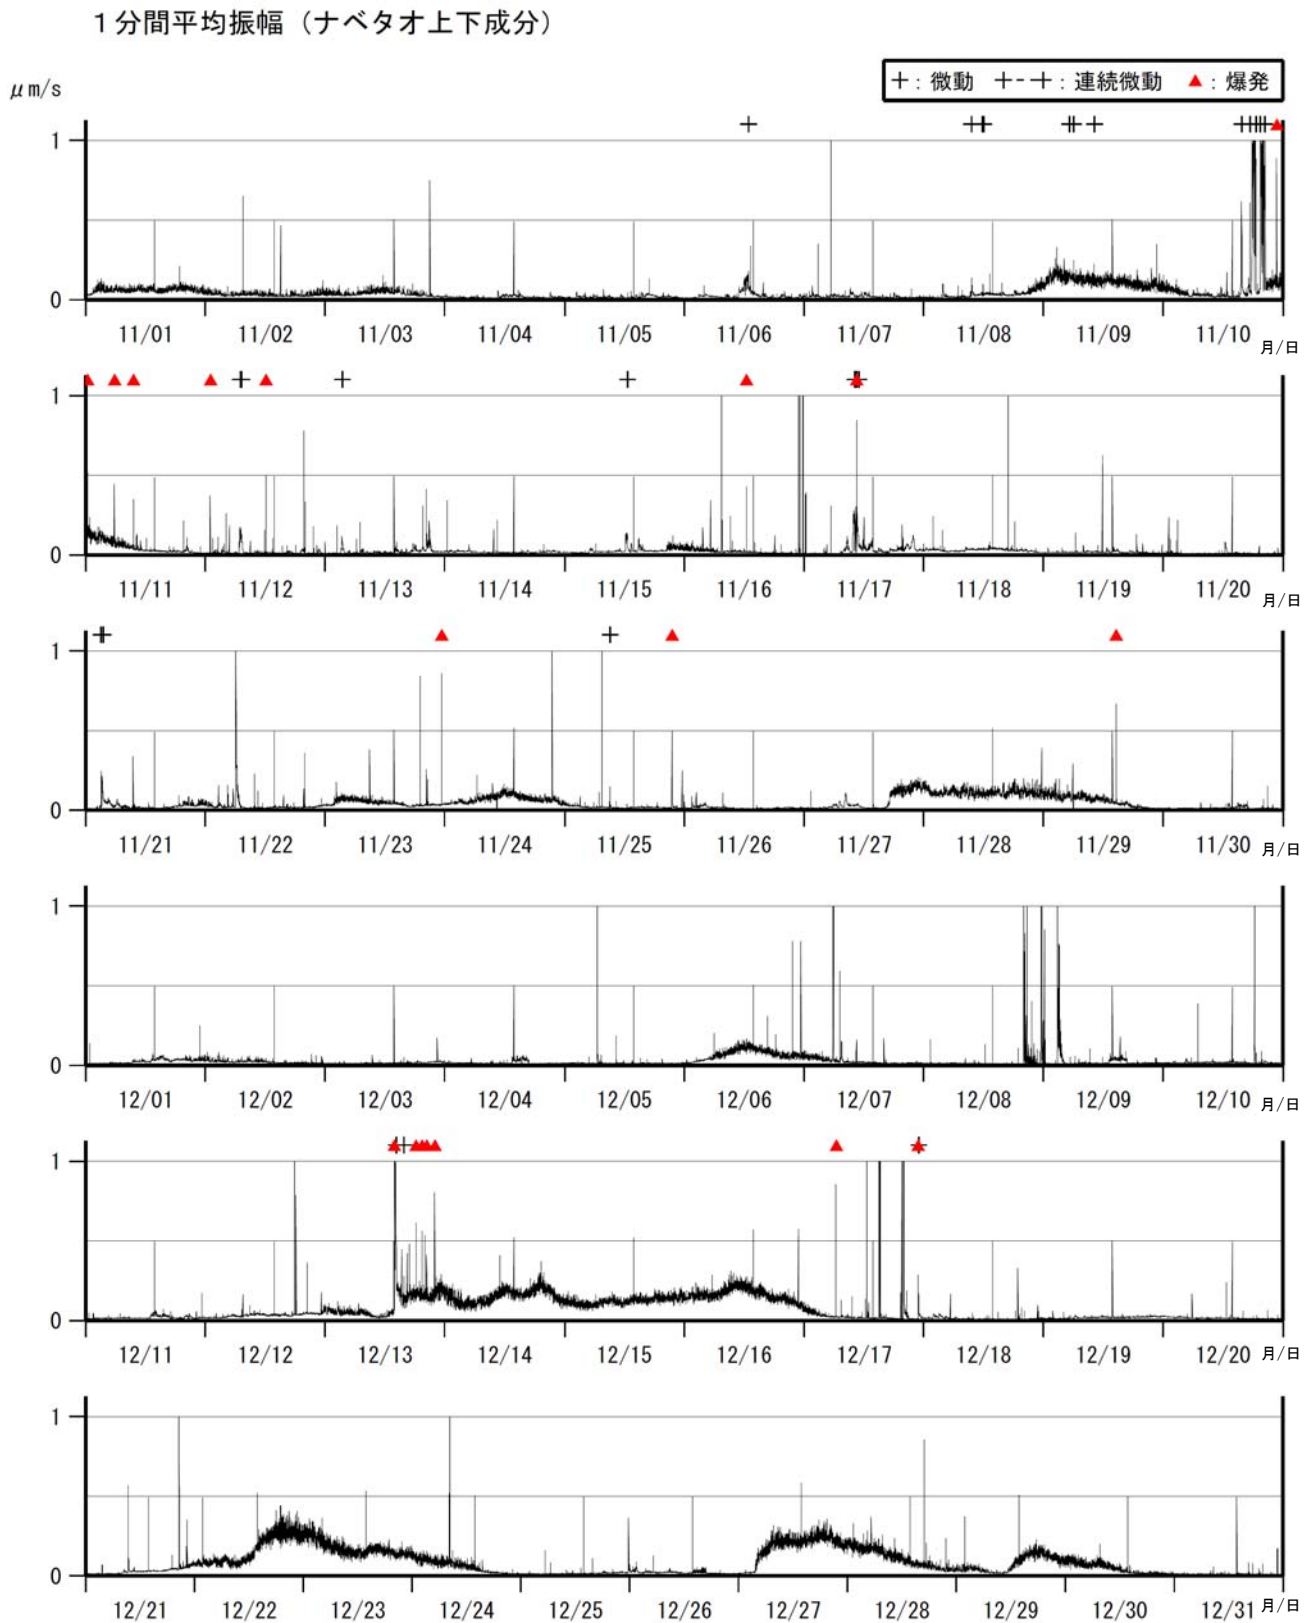 １分間平均振幅（ナベタオ上下成分）
μm/s
＋：微動 ＋--＋：連続微動 ▲：爆発
1
0
11/01 11/02 11/03 11/04 11/05 11/06 11/07 11/08 11/09 11/10 月/日
1
0
11/11 11/12 11/13 11/14 11/15 11/16 11/17 11/18 11/19 11/20 月/日
1
0
11/21 11/22 11/23 11/24 11/25 11/26 11/27 11/28 11/29 11/30 月/日
1
0
12/01 12/02 12/03 12/04 12/05 12/06 12/07 12/08 12/09 12/10 月/日
1
0
12/11 12/12 12/13 12/14 12/15 12/16 12/17 12/18 12/19 12/20 月/日
1
0
12/21 12/22 12/23 12/24 12/25 12/26 12/27 12/28 12/29 12/30 12/31 月/日